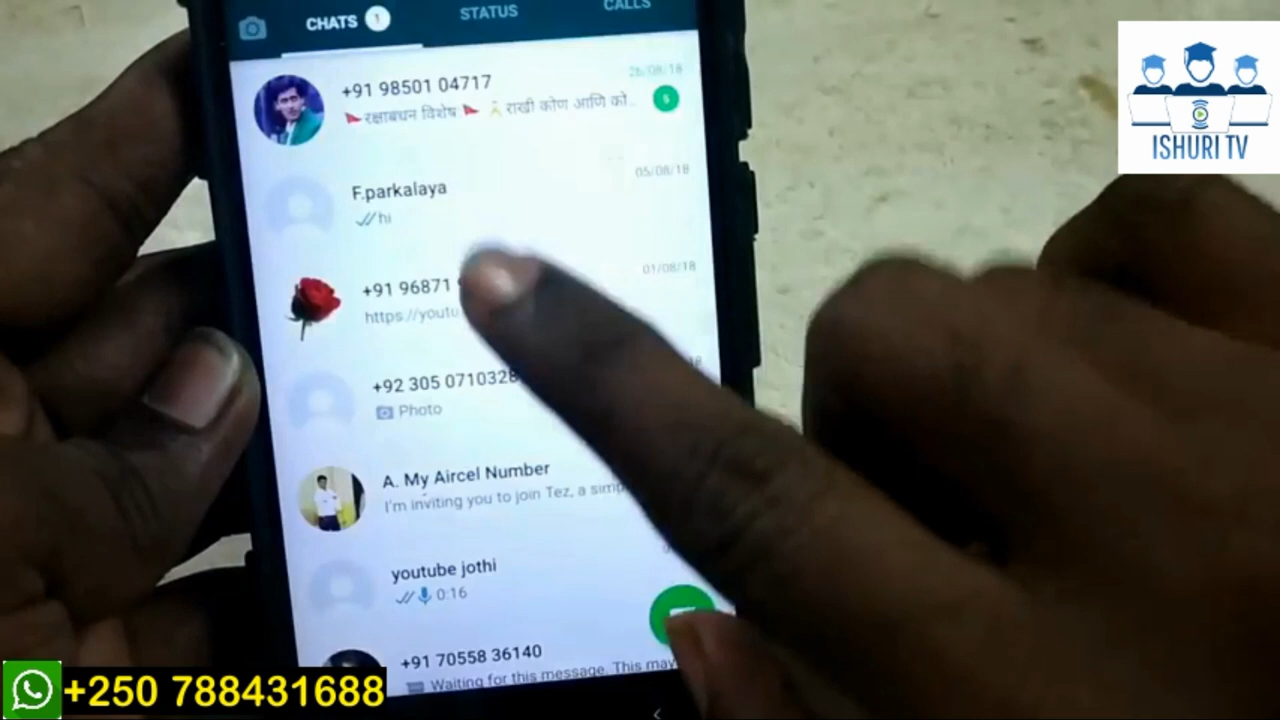 CHATS 1
STATUS
CALLS
+91 98501 04717
26/08/18
रक्षाबंधन विशेष राखी कोण आणि को...
5
F.parkalaya
05/08/18
hi
+91 96871
01/08/18
https://youtu
+92 305 0710328
Photo
A. My Aircel Number
I'm inviting you to join Tez, a simp
youtube jothi
0:16
+91 70558 36140
Waiting for this message. This may
ISHURI TV
+250 788431688